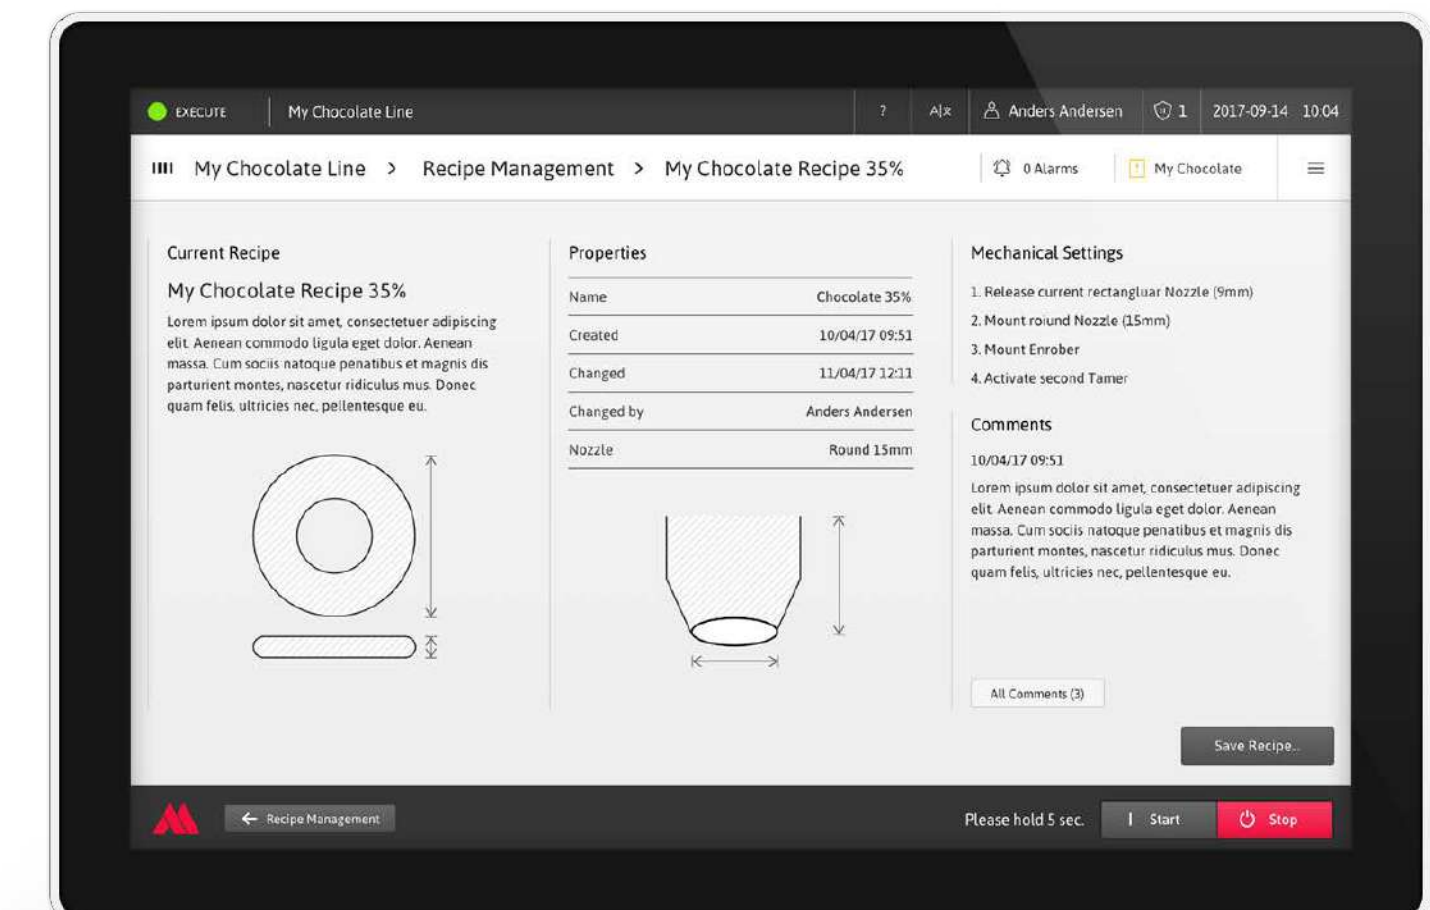 EXECUTE
My Chocolate Line
?
A|文
Anders Andersen
1
2017-09-14 10:04
My Chocolate Line > Recipe Management > My Chocolate Recipe 35%
0 Alarms
My Chocolate
Current Recipe
My Chocolate Recipe 35%
Lorem ipsum dolor sit amet, consectetuer adipiscing
elit. Aenean commodo ligula eget dolor. Aenean
massa. Cum sociis natoque penatibus et magnis dis
parturient montes, nascetur ridiculus mus. Donec
quam felis, ultricies nec, pellentesque eu.
Properties
Name Chocolate 35%
Created 10/04/17 09:51
Changed 11/04/17 12:11
Changed by Anders Andersen
Nozzle Round 15mm
Mechanical Settings
1. Release current rectangluar Nozzle (9mm)
2. Mount roiund Nozzle (15mm)
3. Mount Enrober
4. Activate second Tamer
Comments
10/04/17 09:51
Lorem ipsum dolor sit amet, consectetuer adipiscing
elit. Aenean commodo ligula eget dolor. Aenean
massa. Cum sociis natoque penatibus et magnis dis
parturient montes, nascetur ridiculus mus. Donec
quam felis, ultricies nec, pellentesque eu.
All Comments (3)
Save Recipe...
Recipe Management
Please hold 5 sec.
Start
Stop